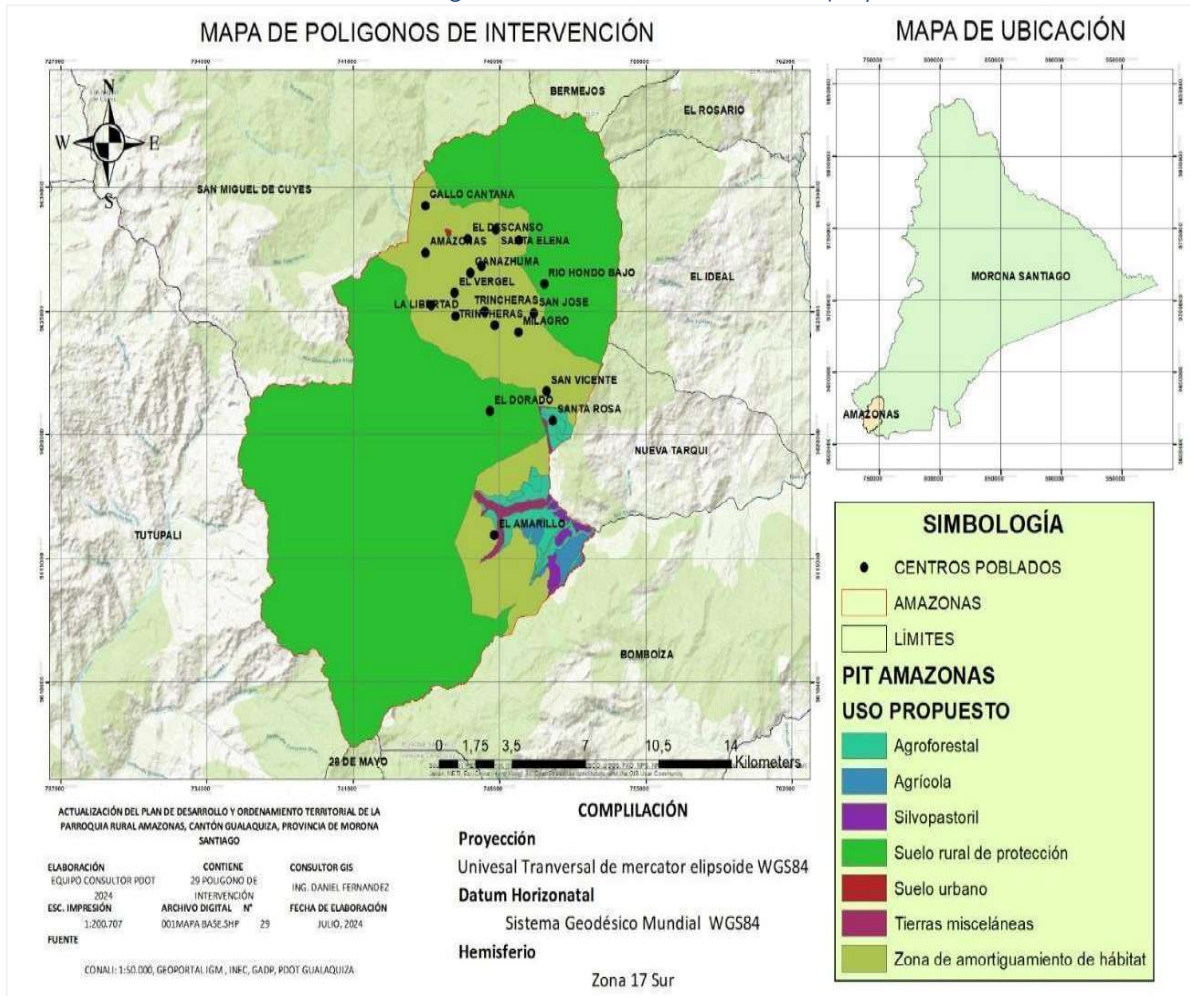 MAPA DE POLIGONOS DE INTERVENCIÓN
MAPA DE UBICACIÓN
N
W E
S
BERMEJOS
EL ROSARIO
SAN MIGUEL DE CUYES
GALLO CANTANA
EL DESCANSO
AMAZONAS
SANTA ELENA
GANAZHUMA
RIO HONDO BAJO
EL IDEAL
EL VERGEL
LA LIBERTAD
TRINCHERAS
SAN JOSE
TRINCHERAS
MILAGRO
SAN VICENTE
EL DORADO
SANTA ROSA
NUEVA TARQUI
EL AMARILLO
TUTUPALI
BOMBOÍZA
28 DE MAYO
0 1,75 3,5 7 10,5 14
Kilometers
MORONA SANTIAGO
AMAZONAS
SIMBOLOGÍA
CENTROS POBLADOS
AMAZONAS
LÍMITES
PIT AMAZONAS
USO PROPUESTO
Agroforestal
Agrícola
Silvopastoril
Suelo rural de protección
Suelo urbano
Tierras misceláneas
Zona de amortiguamiento de hábitat
ACTUALIZACIÓN DEL PLAN DE DESARROLLO Y ORDENAMIENTO TERRITORIAL DE LA
PARROQUIA RURAL AMAZONAS, CANTÓN GUALAQUIZA, PROVINCIA DE MORONA
SANTIAGO
ELABORACIÓN CONTIENE CONSULTOR GIS
EQUIPO CONSULTOR PDOT 29 POLIGONO DE ING. DANIEL FERNANDEZ
2024 INTERVENCIÓN
ESC. IMPRESIÓN ARCHIVO DIGITAL N° FECHA DE ELABORACIÓN
1:200.707 001MAPA BASE.SHP 29 JULIO, 2024
FUENTE
CONALI: 1:50.000, GEOPORTAL IGM , INEC, GADP, PDOT GUALAQUIZA
COMPLILACIÓN
Proyección
Univesal Tranversal de mercator elipsoide WGS84
Datum Horizonatal
Sistema Geodésico Mundial WGS84
Hemisferio
Zona 17 Sur